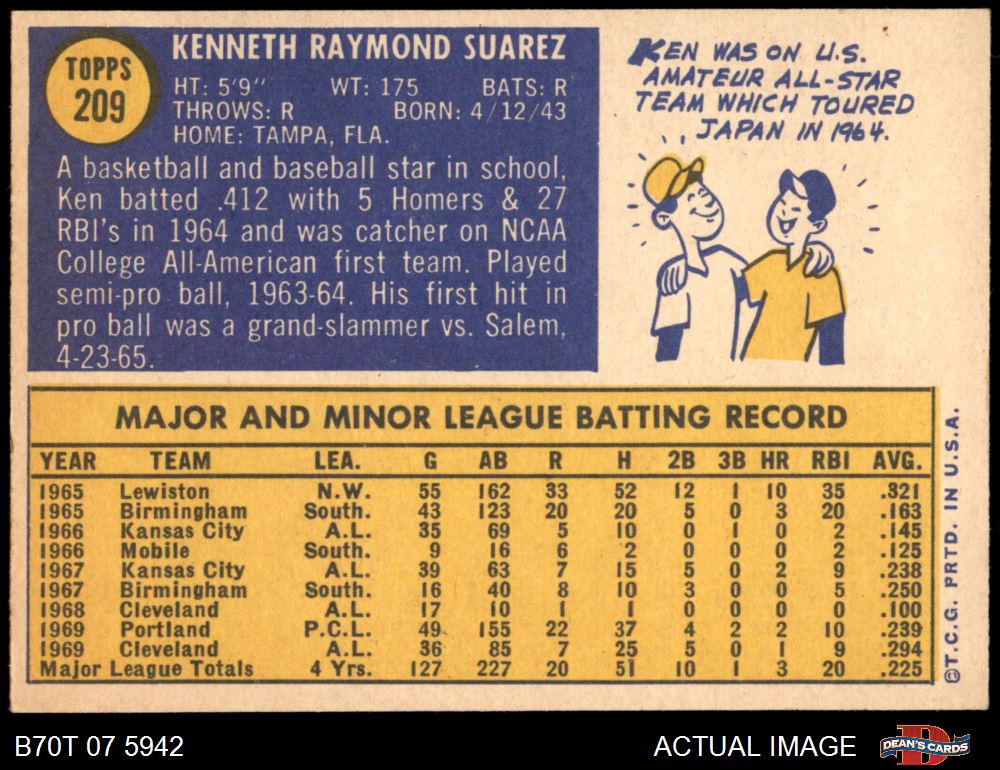 TOPPS
209
KENNETH RAYMOND SUAREZ
HT: 5'9" WT: 175 BATS: R
THROWS: R BORN: 4/12/43
HOME: TAMPA, FLA.
A basketball and baseball star in school,
Ken batted .412 with 5 Homers & 27
RBI's in 1964 and was catcher on NCAA
College All-American first team. Played
semi-pro ball, 1963-64. His first hit in
pro ball was a grand-slammer vs. Salem,
4-23-65.
KEN WAS ON U.S.
AMATEUR ALL-STAR
TEAM WHICH TOURED
JAPAN IN 1964.
MAJOR AND MINOR LEAGUE BATTING RECORD
YEAR TEAM LEA. G AB R H 2B 3B HR RBI AVG.
1965 Lewiston N.W. 55 162 33 52 12 1 10 35 .321
1965 Birmingham South. 43 123 20 20 5 0 3 20 .163
1966 Kansas City A.L. 35 69 5 10 0 1 0 2 .145
1966 Mobile South. 9 16 6 2 0 0 0 2 .125
1967 Kansas City A.L. 39 63 7 15 5 0 2 9 .238
1967 Birmingham South. 16 40 8 10 3 0 0 5 .250
1968 Cleveland A.L. 17 10 1 1 0 0 0 0 .100
1969 Portland P.C.L. 49 155 22 37 4 2 2 10 .239
1969 Cleveland A.L. 36 85 7 25 5 0 1 9 .294
Major League Totals 4 Yrs. 127 227 20 51 10 1 3 20 .225
©T.C.G. PRTD. IN U.S.A.
B70T 07 5942
ACTUAL IMAGE
DEAN'S CARDS